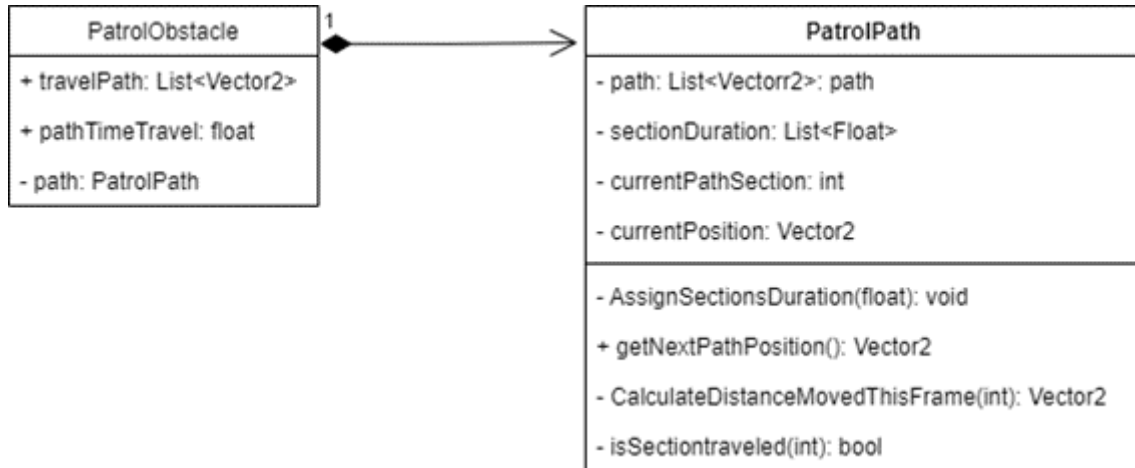 PatrolObstacle
+ travelPath: List<Vector2>
+ pathTimeTravel: float
- path: PatrolPath
1
PatrolPath
- path: List<Vectorr2>: path
- sectionDuration: List<Float>
- currentPathSection: int
- currentPosition: Vector2
- AssignSectionsDuration(float): void
+ getNextPathPosition(): Vector2
- CalculateDistanceMovedThisFrame(int): Vector2
- isSectiontraveled(int): bool